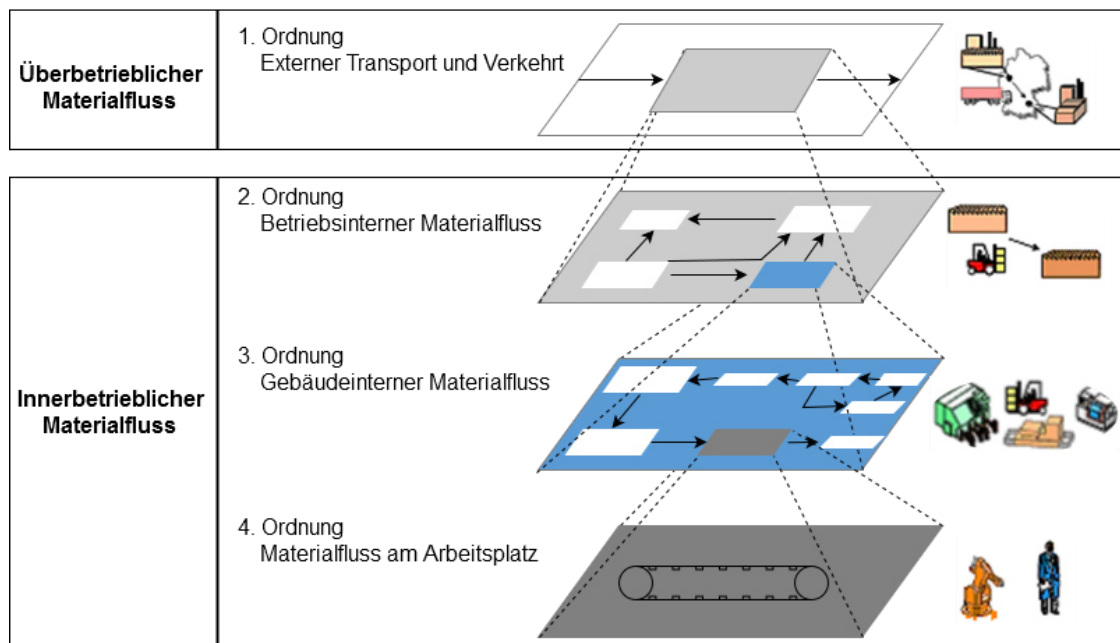 Überbetrieblicher
Materialfluss
1. Ordnung
Externer Transport und Verkehrt
Innerbetrieblicher
Materialfluss
2. Ordnung
Betriebsinterner Materialfluss
3. Ordnung
Gebäudeinterner Materialfluss
4. Ordnung
Materialfluss am Arbeitsplatz